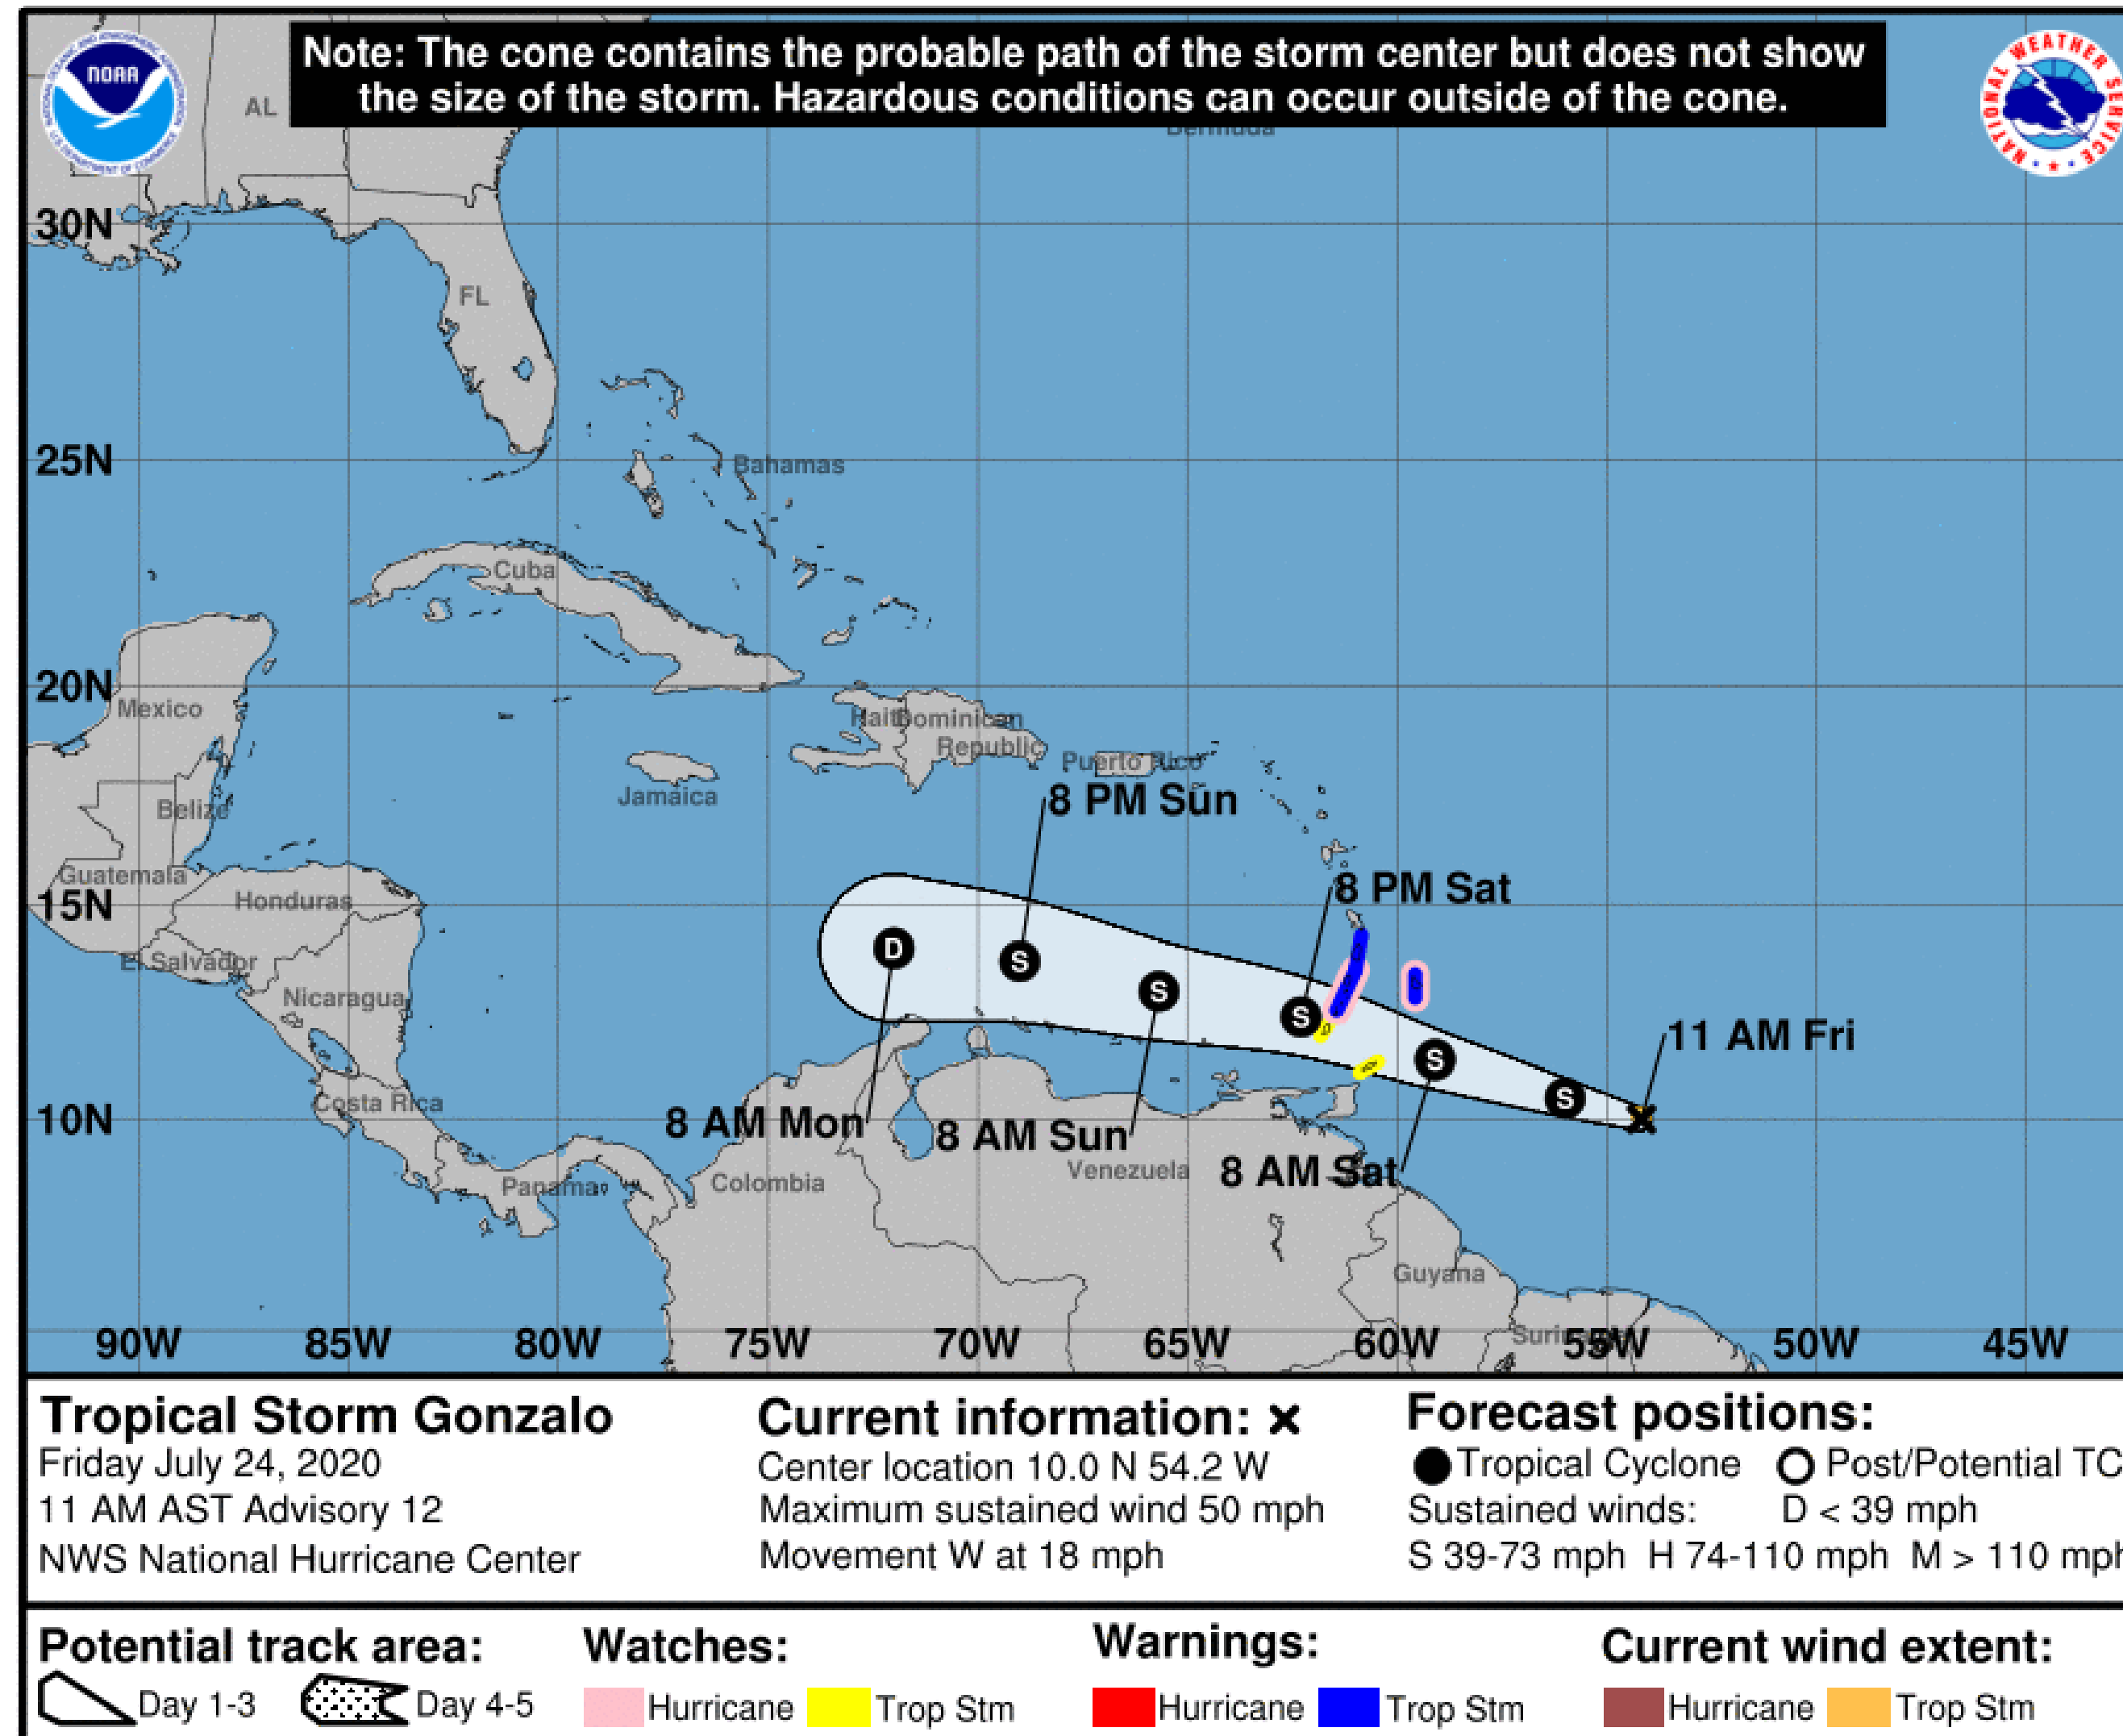 Note: The cone contains the probable path of the storm center but does not show
the size of the storm. Hazardous conditions can occur outside of the cone.
NOAA
NATIONAL WEATHER SERVICE
AL
Bermuda
30N
FL
25N
Bahamas
Cuba
20N
Mexico
Haiti
Dominican
Republic
Puerto Rico
Jamaica
8 PM Sun
Belize
Guatemala
15N
Honduras
8 PM Sat
El Salvador
D
S
S
S
S
S
Nicaragua
11 AM Fri
Costa Rica
10N
8 AM Mon
8 AM Sun
8 AM Sat
Panama
Colombia
Venezuela
Guyana
Suriname
90W 85W 80W 75W 70W 65W 60W 55W 50W 45W
Tropical Storm Gonzalo
Friday July 24, 2020
11 AM AST Advisory 12
NWS National Hurricane Center
Current information: x
Center location 10.0 N 54.2 W
Maximum sustained wind 50 mph
Movement W at 18 mph
Forecast positions:
Tropical Cyclone Post/Potential TC
Sustained winds: D < 39 mph
S 39-73 mph H 74-110 mph M > 110 mph
Potential track area:
Day 1-3 Day 4-5
Watches:
Hurricane Trop Stm
Warnings:
Hurricane Trop Stm
Current wind extent:
Hurricane Trop Stm